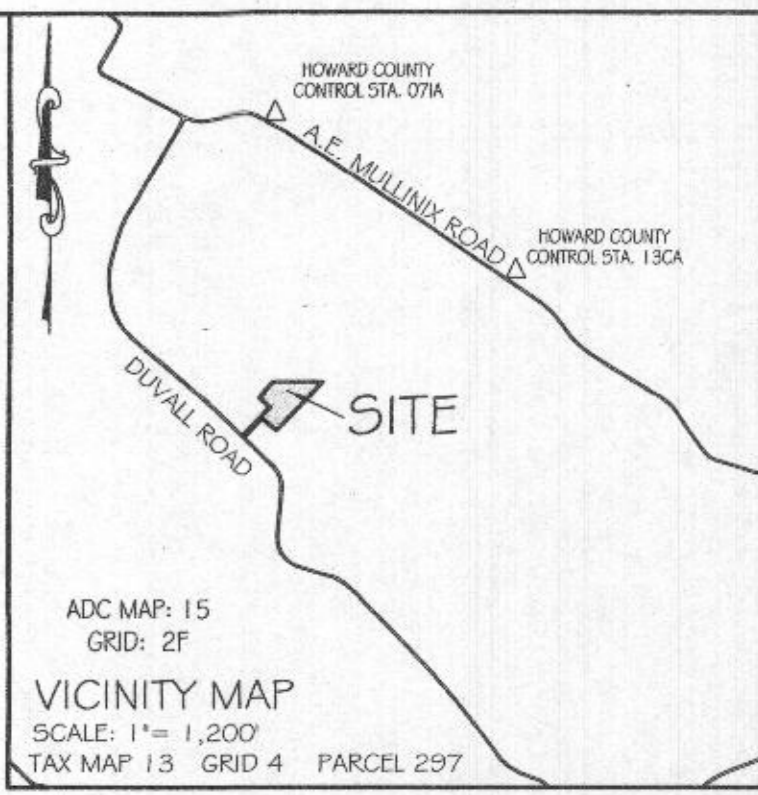 HOWARD COUNTY
CONTROL STA. 071A
A.E. MULLINIX ROAD
HOWARD COUNTY
CONTROL STA. 13CA
DUVALL ROAD
SITE
ADC MAP: 15
GRID: 2F
VICINITY MAP
SCALE: 1"= 1,200'
TAX MAP 13 GRID 4 PARCEL 297